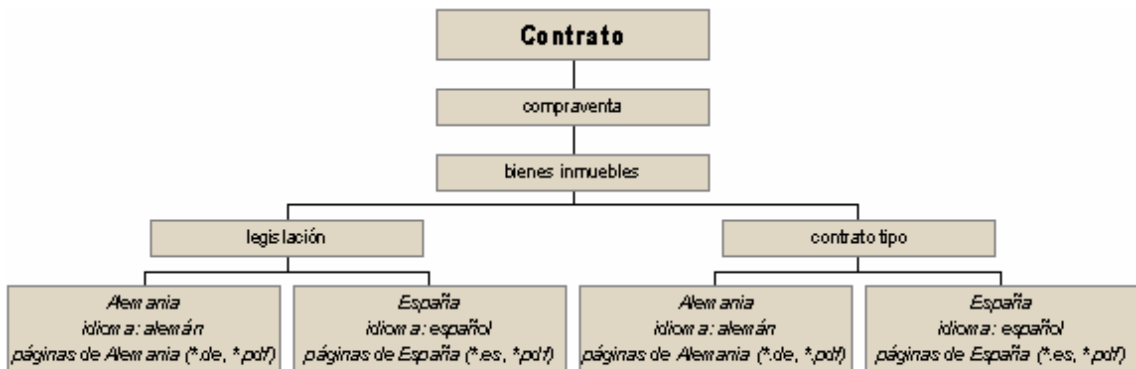 Contrato
compraventa
bienes inmuebles
legislación
contrato tipo
Alemania
idioma: alemán
páginas de Alemania (*.de, *.pdf)
España
idioma: español
páginas de España (*.es, *.pdf)
Alemania
idioma: alemán
páginas de Alemania (*.de, *.pdf)
España
idioma: español
páginas de España (*.es, *.pdf)